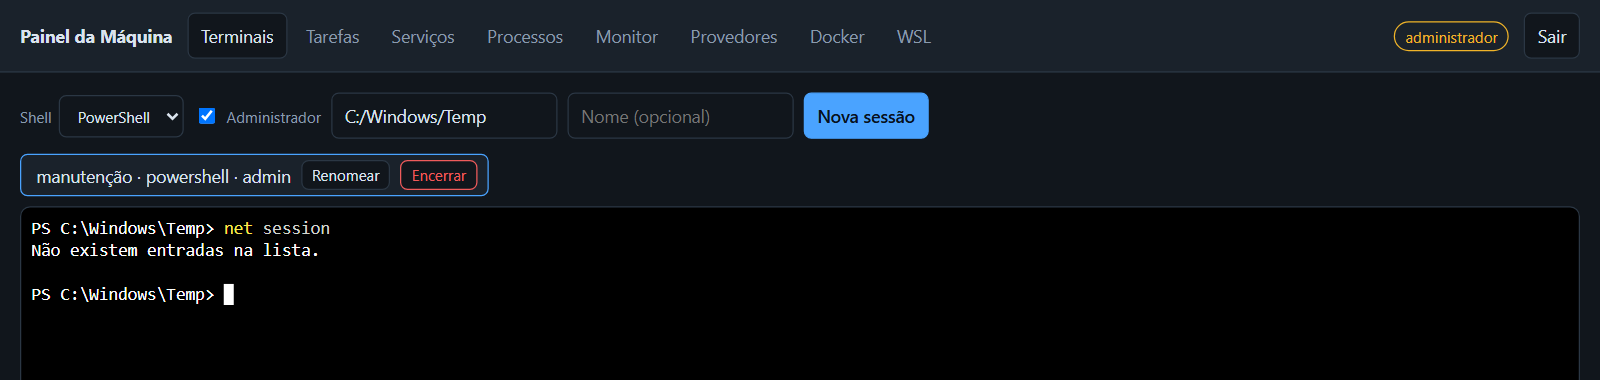 Painel da Máquina Terminais Tarefas Serviços Processos Monitor Provedores Docker WSL administrador Sair
Shell PowerShell Administrador C:/Windows/Temp Nome (opcional) Nova sessão
manutenção · powershell · admin Renomear Encerrar
PS C:\Windows\Temp> net session
Não existem entradas na lista.
PS C:\Windows\Temp>